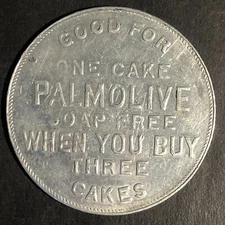 GOOD FOR
ONE CAKE
PALMOLIVE
SOAP FREE
WHEN YOU BUY
THREE
CAKES